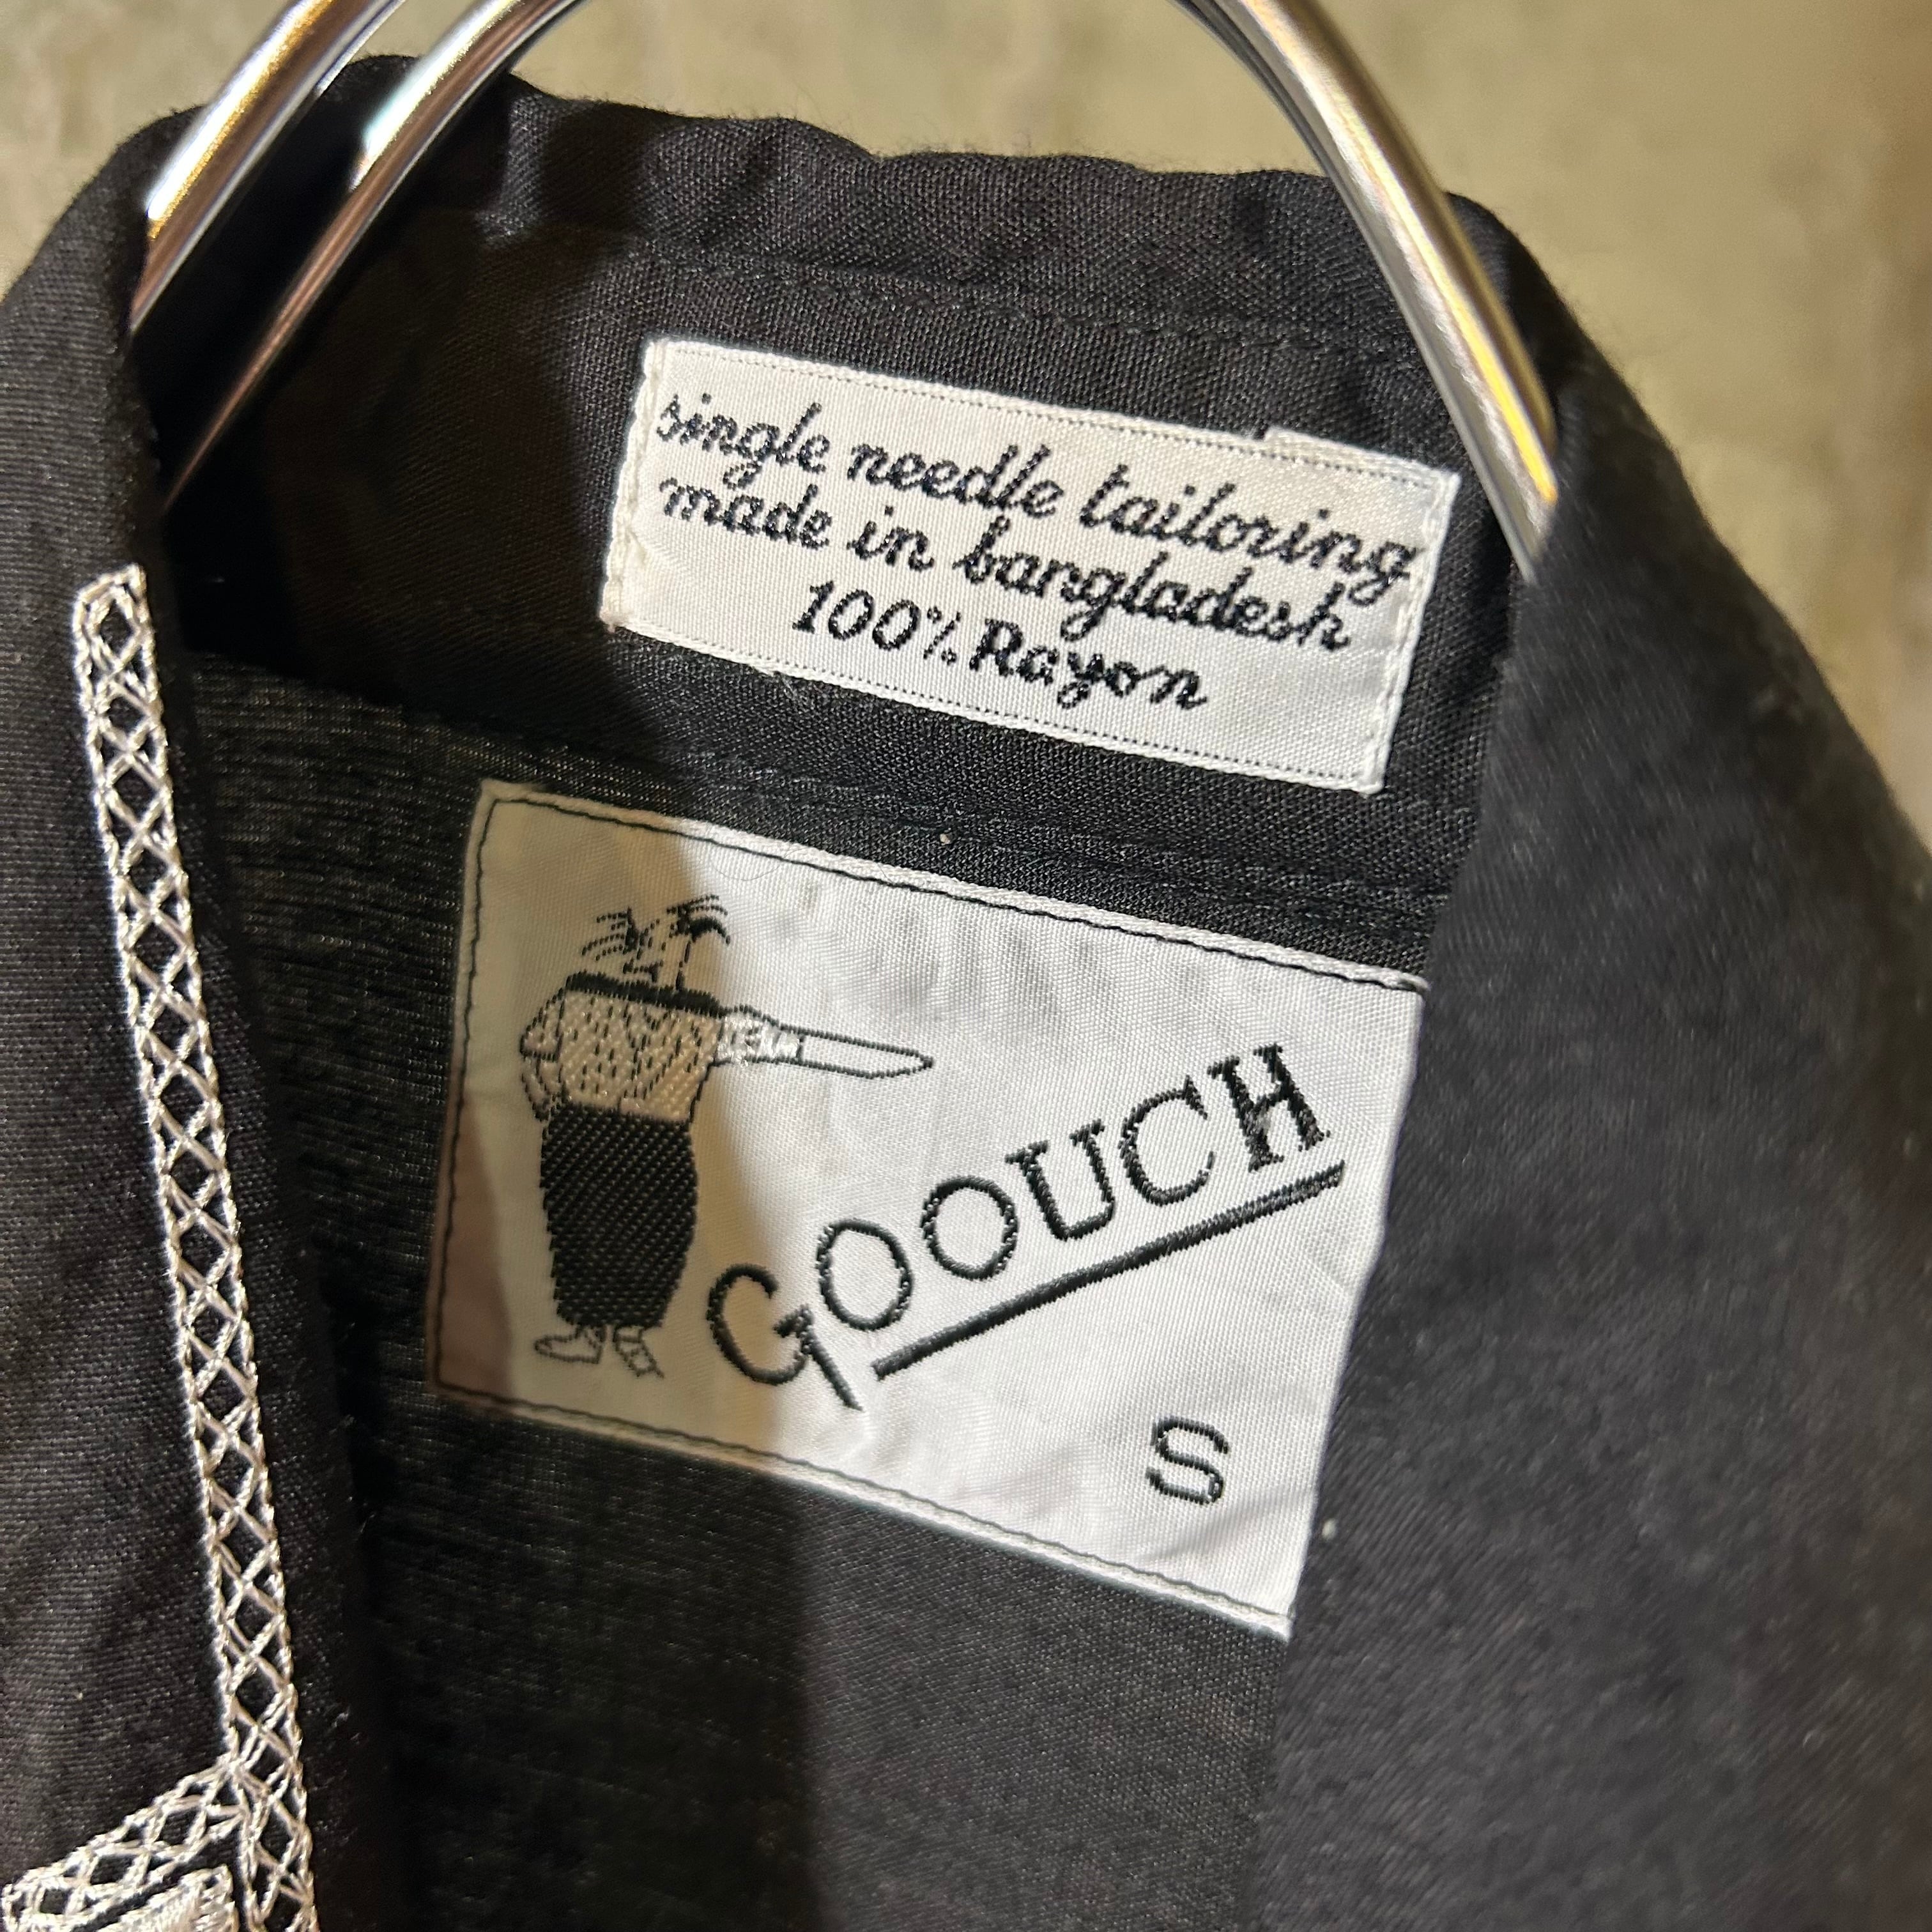 single needle tailoring
made in bangladesh
100% Rayon
GOOUCH
S